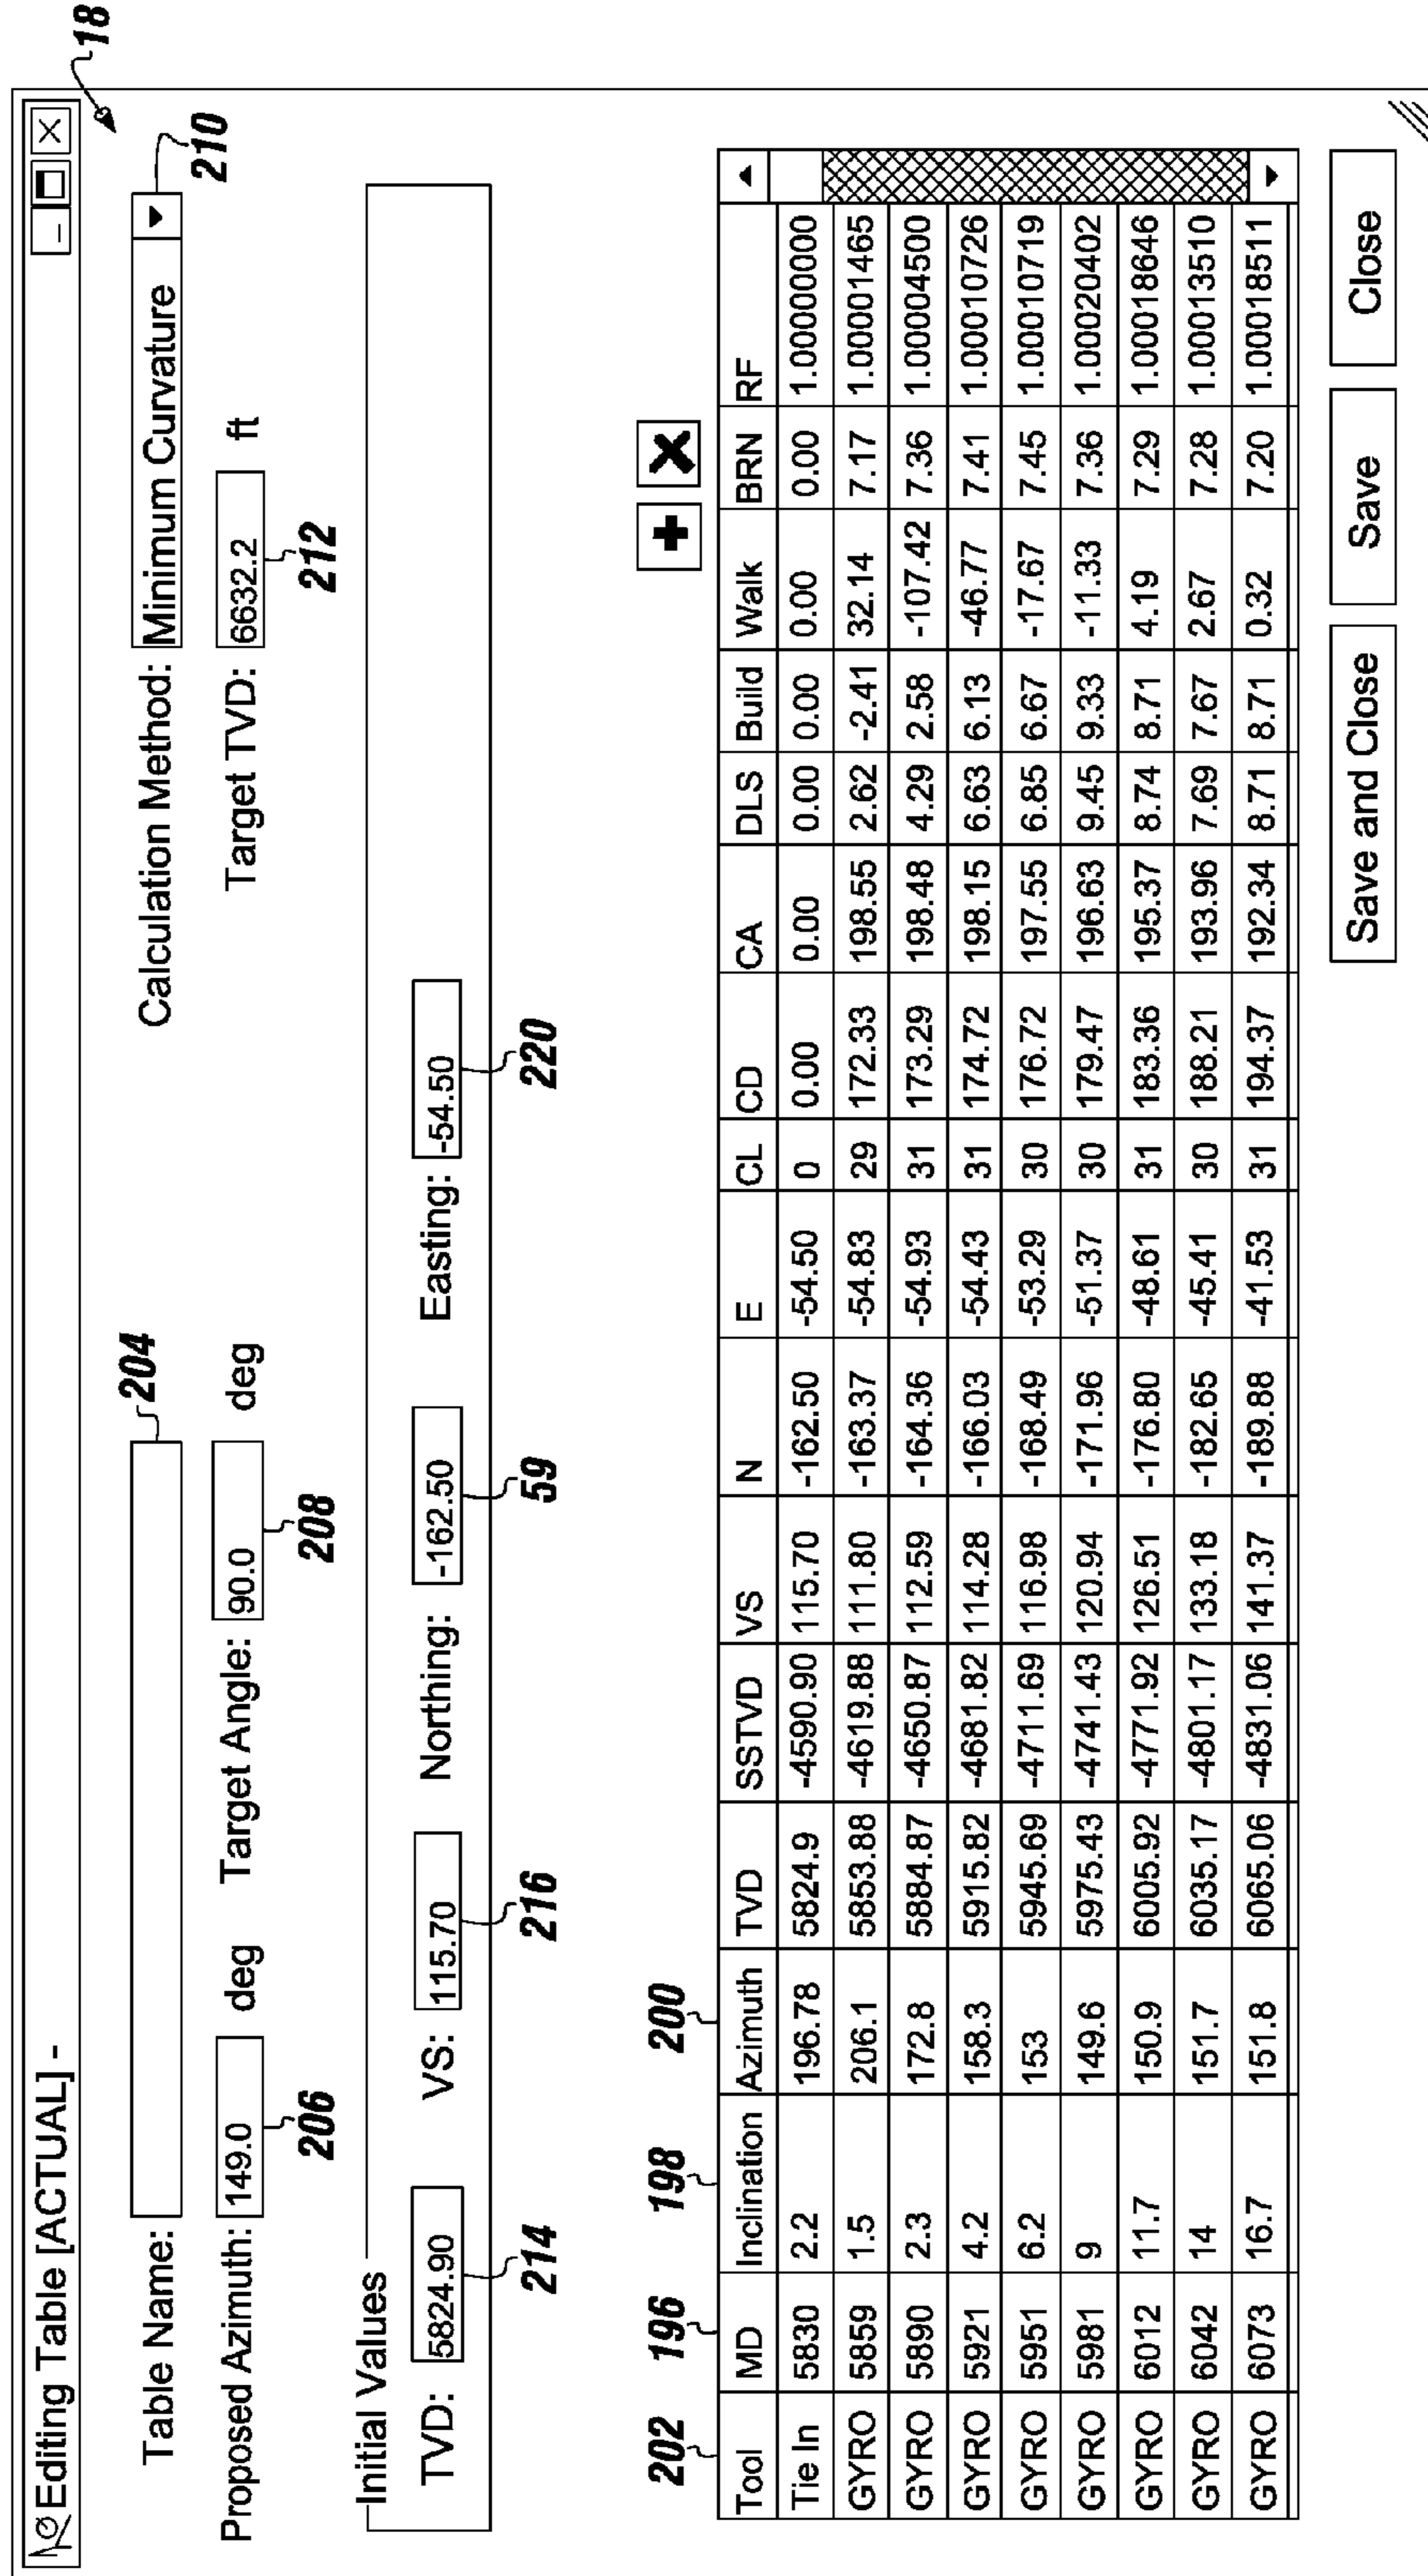 Editing Table [ACTUAL] -
18
Table Name: 204 Calculation Method: Minimum Curvature 210
Proposed Azimuth: 149.0 deg Target Angle: 90.0 deg Target TVD: 6632.2 ft
206 208 212
Initial Values
TVD: 5824.90 VS: 115.70 Northing: -162.50 Easting: -54.50
214 216 59 220
202 196 198 200
Tool MD Inclination Azimuth TVD SSTVD VS N E CL CD CA DLS Build Walk BRN RF
Tie In 5830 2.2 196.78 5824.9 -4590.90 115.70 -162.50 -54.50 0 0.00 0.00 0.00 0.00 0.00 0.00 1.00000000
GYRO 5859 1.5 206.1 5853.88 -4619.88 111.80 -163.37 -54.83 29 172.33 198.55 2.62 -2.41 32.14 7.17 1.00001465
GYRO 5890 2.3 172.8 5884.87 -4650.87 112.59 -164.36 -54.93 31 173.29 198.48 4.29 2.58 -107.42 7.36 1.00004500
GYRO 5921 4.2 158.3 5915.82 -4681.82 114.28 -166.03 -54.43 31 174.72 198.15 6.63 6.13 -46.77 7.41 1.00010726
GYRO 5951 6.2 153 5945.69 -4711.69 116.98 -168.49 -53.29 30 176.72 197.55 6.85 6.67 -17.67 7.45 1.00010719
GYRO 5981 9 149.6 5975.43 -4741.43 120.94 -171.96 -51.37 30 179.47 196.63 9.45 9.33 -11.33 7.36 1.00020402
GYRO 6012 11.7 150.9 6005.92 -4771.92 126.51 -176.80 -48.61 31 183.36 195.37 8.74 8.71 4.19 7.29 1.00018646
GYRO 6042 14 151.7 6035.17 -4801.17 133.18 -182.65 -45.41 30 188.21 193.96 7.69 7.67 2.67 7.28 1.00013510
GYRO 6073 16.7 151.8 6065.06 -4831.06 141.37 -189.88 -41.53 31 194.37 192.34 8.71 8.71 0.32 7.20 1.00018511
Save and Close Save Close